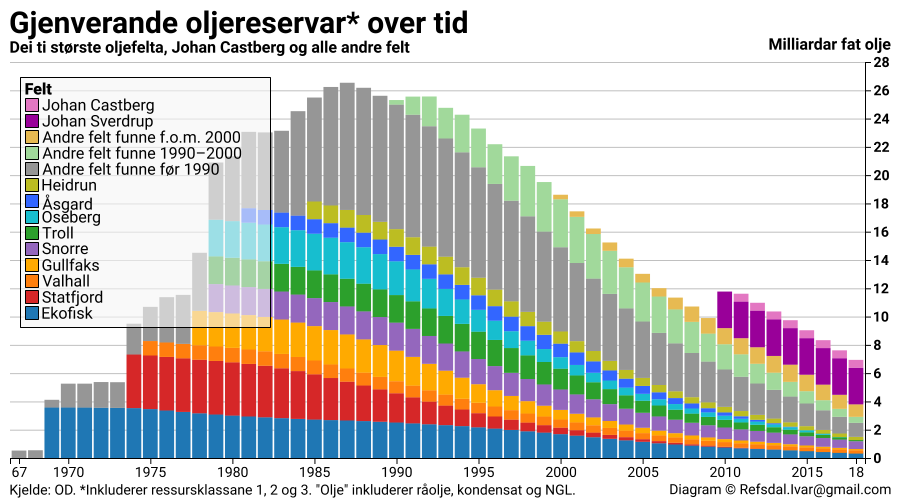 Gjenverande oljereservar* over tid
Dei ti største oljefelta, Johan Castberg og alle andre felt
Milliardar fat olje
Felt
Johan Castberg
Johan Sverdrup
Andre felt funne f.o.m. 2000
Andre felt funne 1990–2000
Andre felt funne før 1990
Heidrun
Åsgard
Oseberg
Troll
Snorre
Gullfaks
Valhall
Statfjord
Ekofisk
28
26
24
22
20
18
16
14
12
10
8
6
4
2
0
67 1970 1975 1980 1985 1990 1995 2000 2005 2010 2015 18
Kjelde: OD. *Inkluderer ressursklassane 1, 2 og 3. "Olje" inkluderer råolje, kondensat og NGL.
Diagram © Refsdal.Ivar@gmail.com